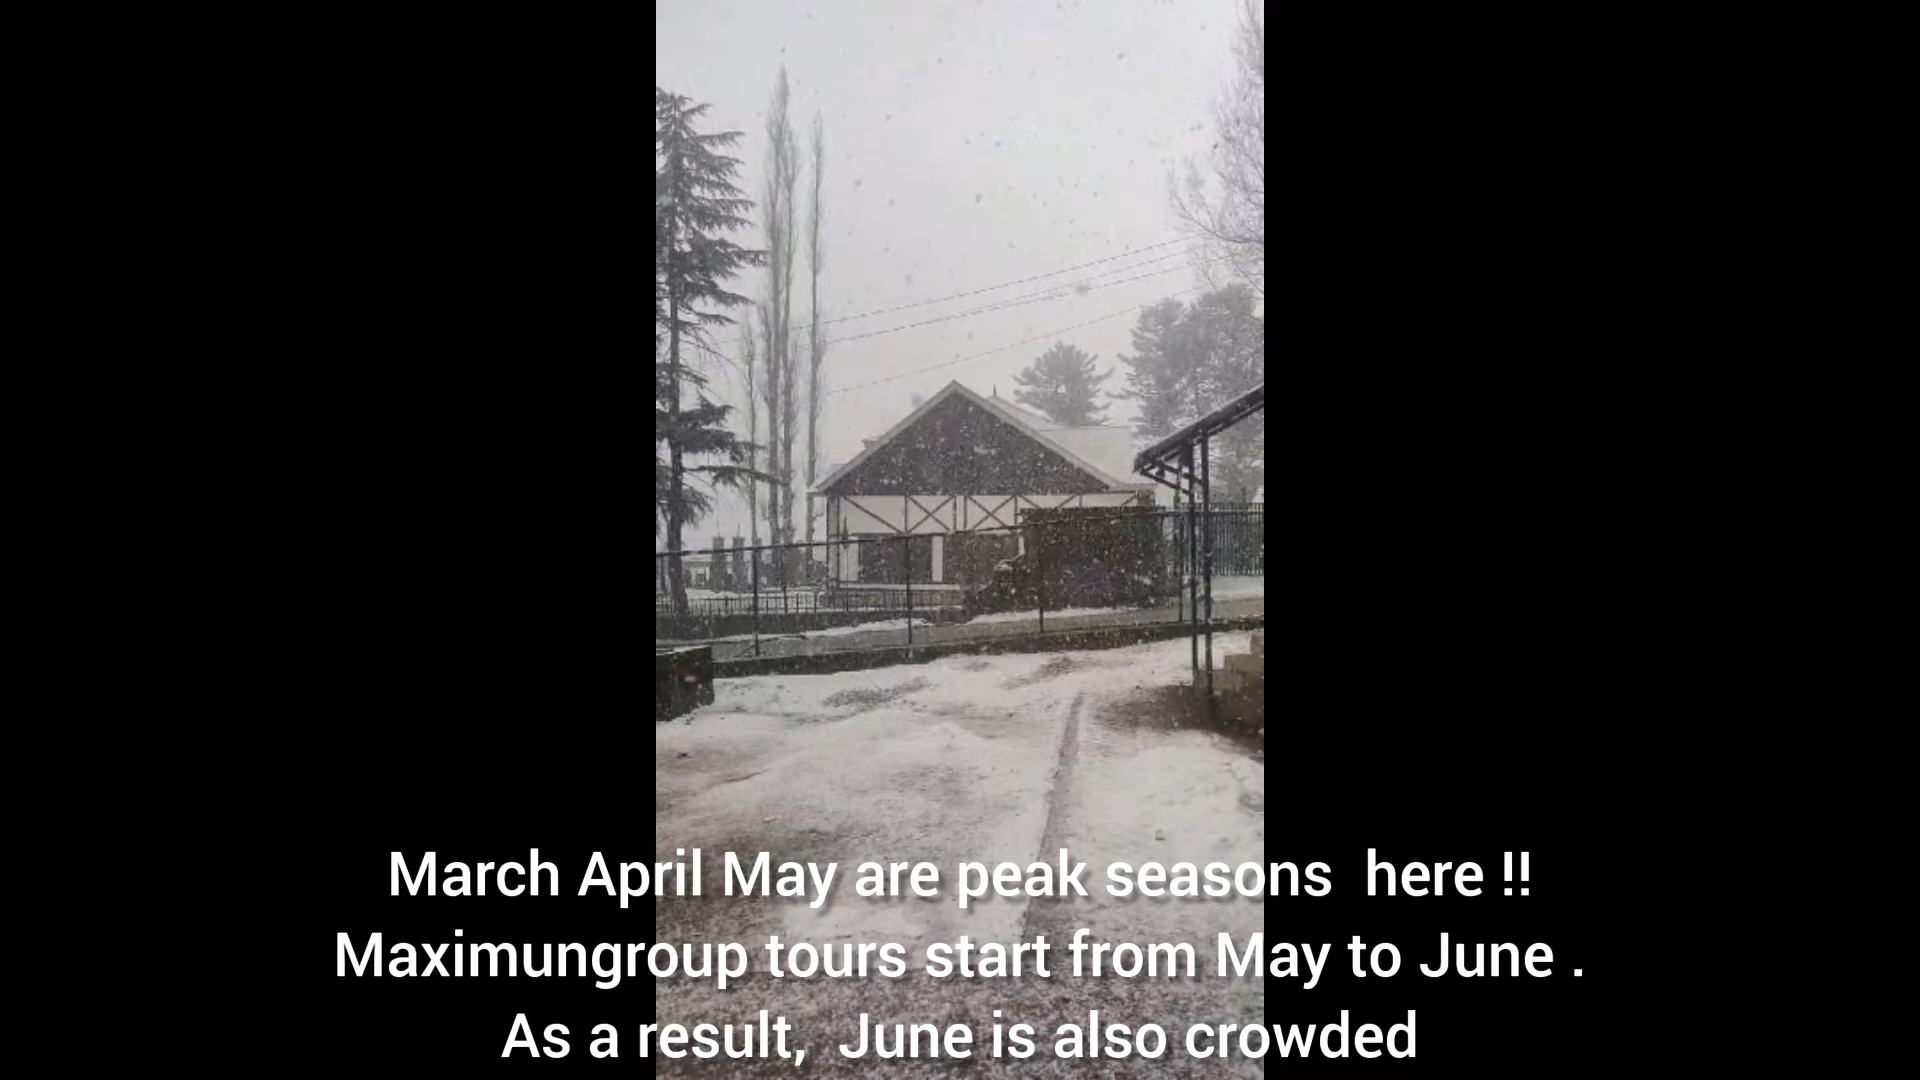 March April May are peak seasons  here !!
Maximungroup tours start from May to June .
As a result,  June is also crowded